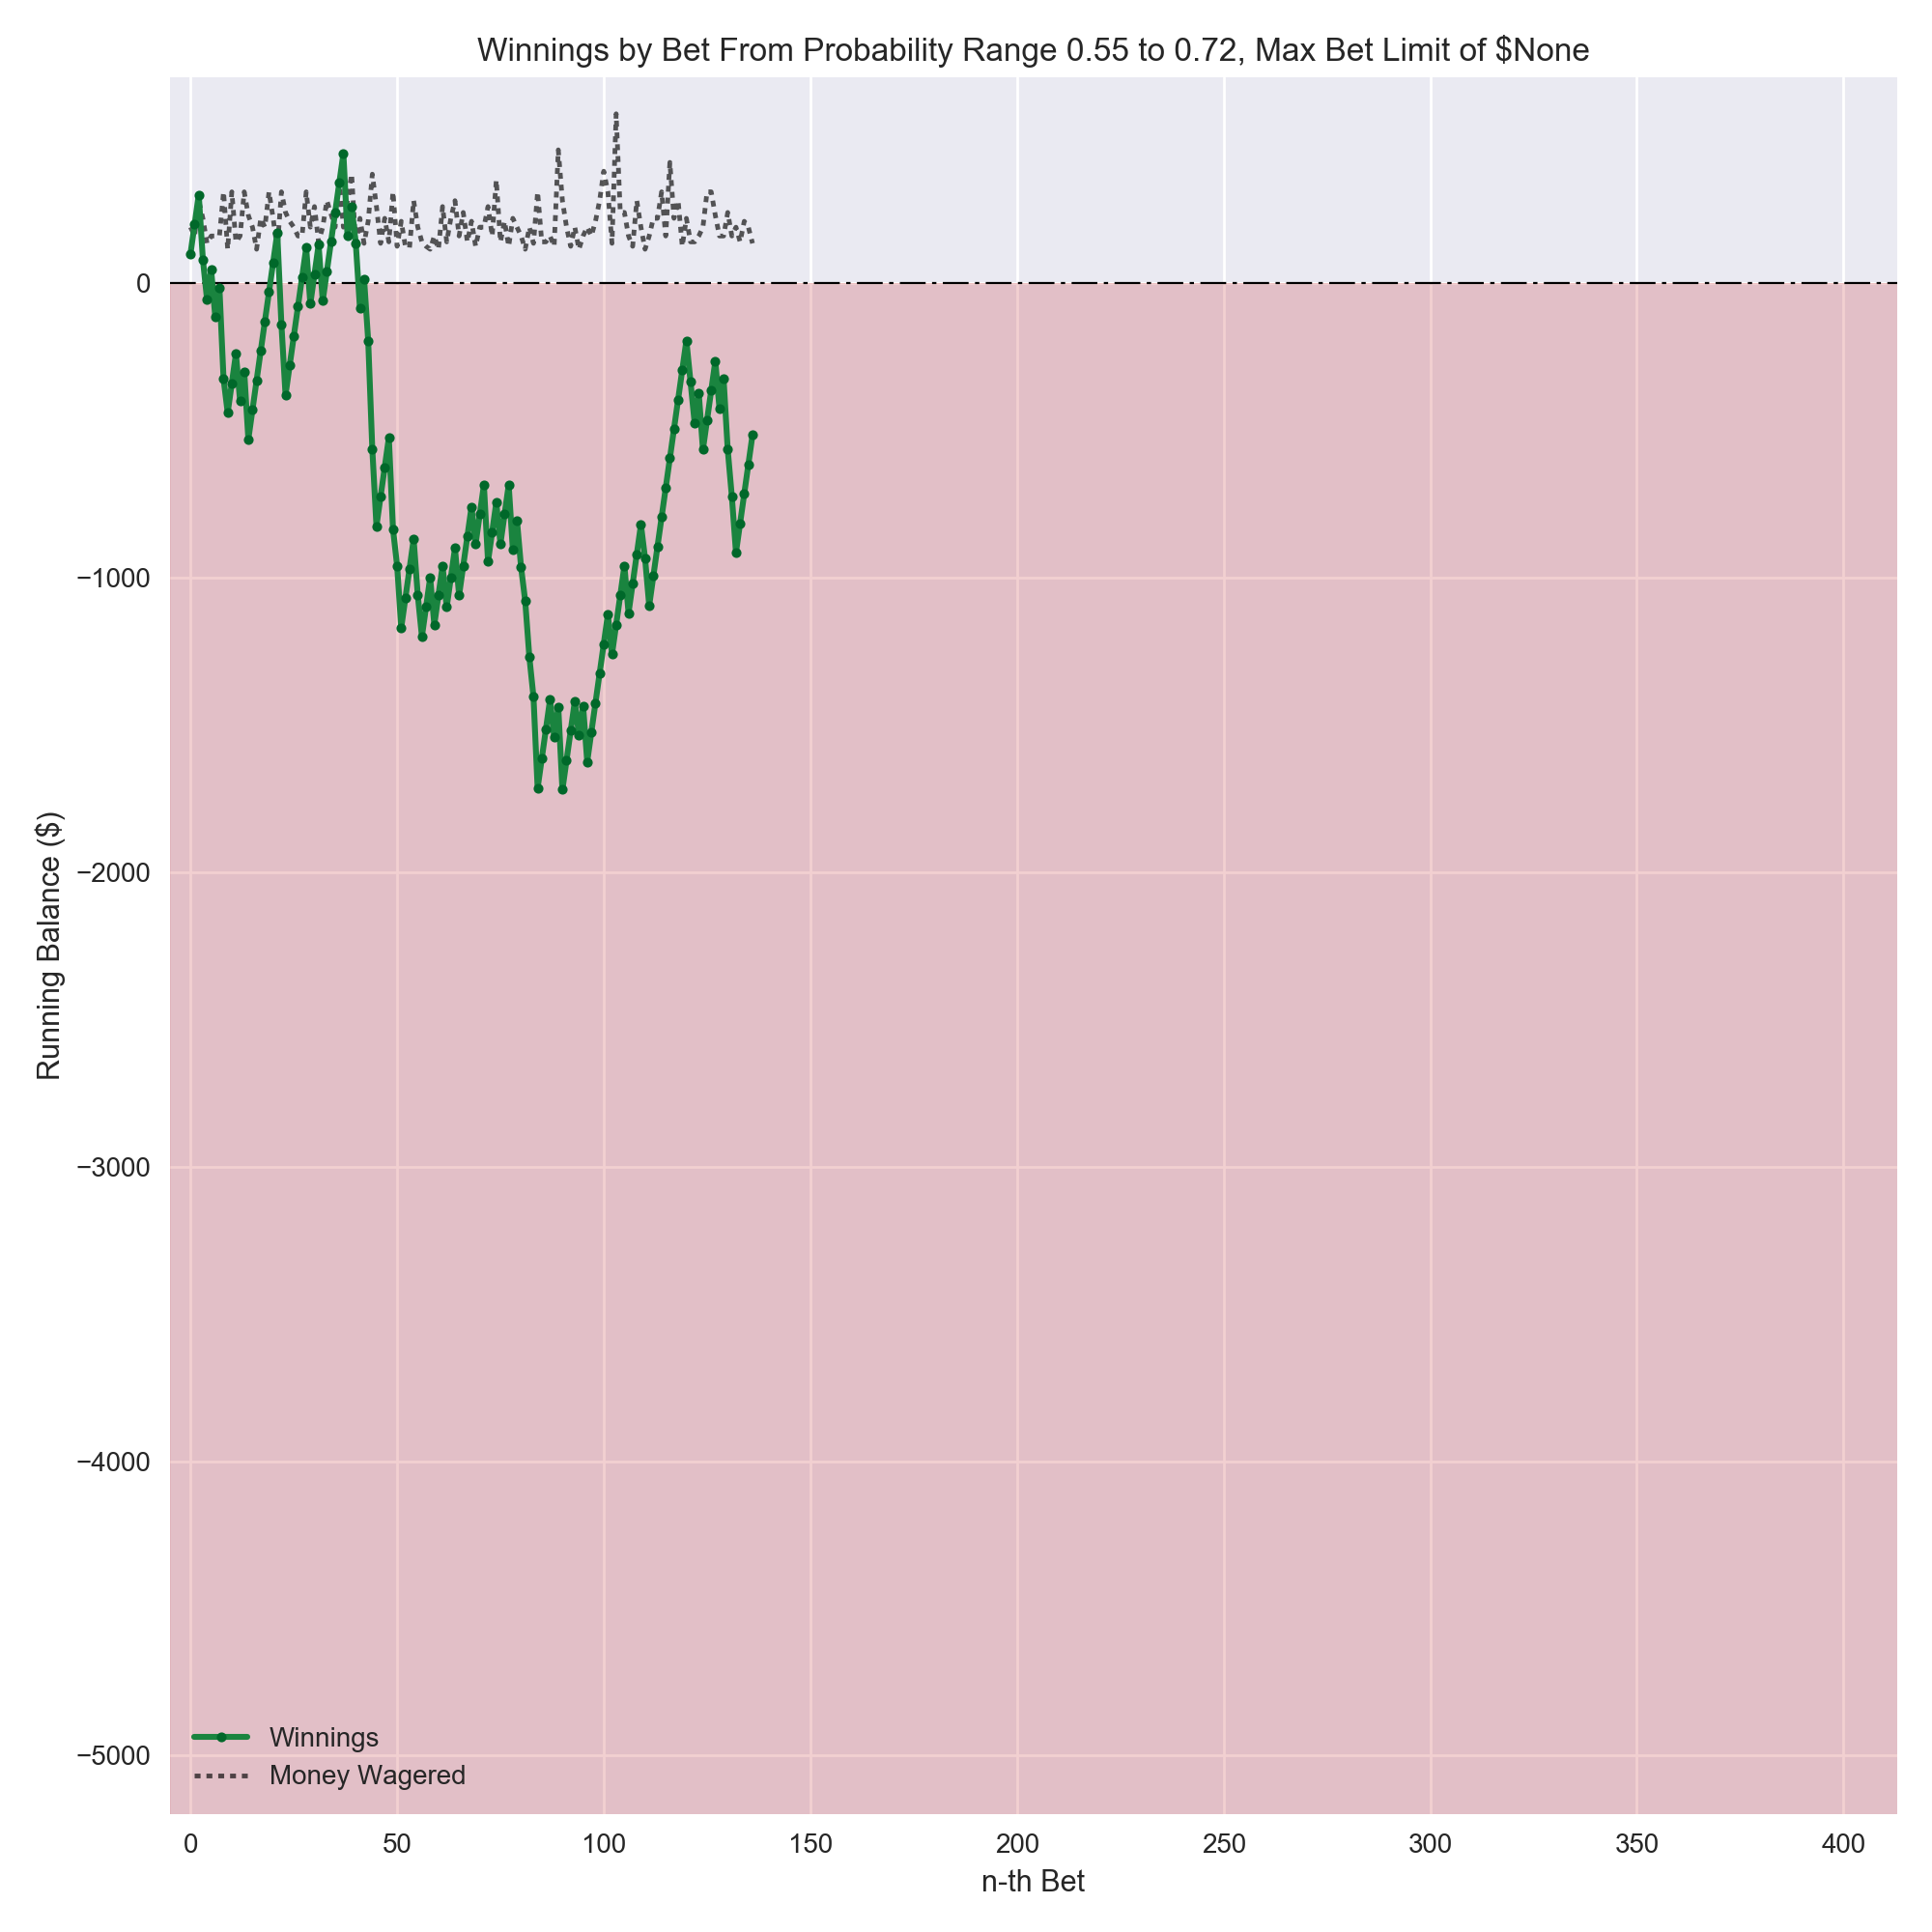 Winnings by Bet From Probability Range 0.55 to 0.72, Max Bet Limit of $None
Running Balance ($)
0
−1000
−2000
−3000
−4000
−5000
Winnings
Money Wagered
0 50 100 150 200 250 300 350 400
n-th Bet